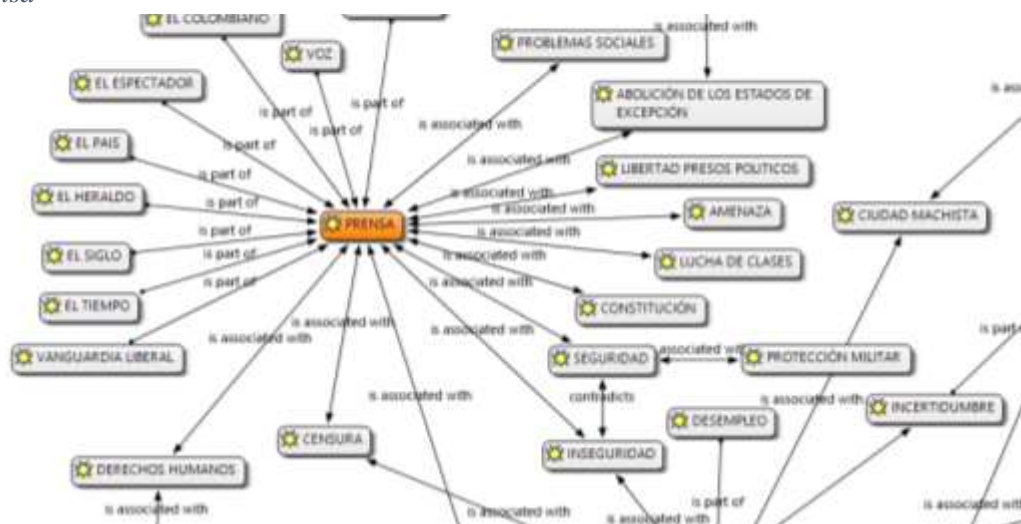 EL COLOMBIANO
is associated with
VOZ
PROBLEMAS SOCIALES
EL ESPECTADOR
ABOLICIÓN DE LOS ESTADOS DE
EXCEPCIÓN
is part of
is part of
is part of
is associated with
EL PAIS
is part of
is associated with
LIBERTAD PRESOS POLITICOS
is part of
is associated with
EL HERALDO
is part of
is associated with
AMENAZA
CIUDAD MACHISTA
PRENSA
is part of
is associated with
EL SIGLO
is part of
is associated with
LUCHA DE CLASES
is part of
is associated with
EL TIEMPO
CONSTITUCIÓN
is associated with
is associated with
is associated with
is part
VANGUARDIA LIBERAL
SEGURIDAD
associated with
PROTECCIÓN MILITAR
is associated with
contradicts
is associated with
INCERTIDUMBRE
DESEMPLEO
CENSURA
INSEGURIDAD
DERECHOS HUMANOS
is part of
is associated with
is associated with
is associated with
is associated with